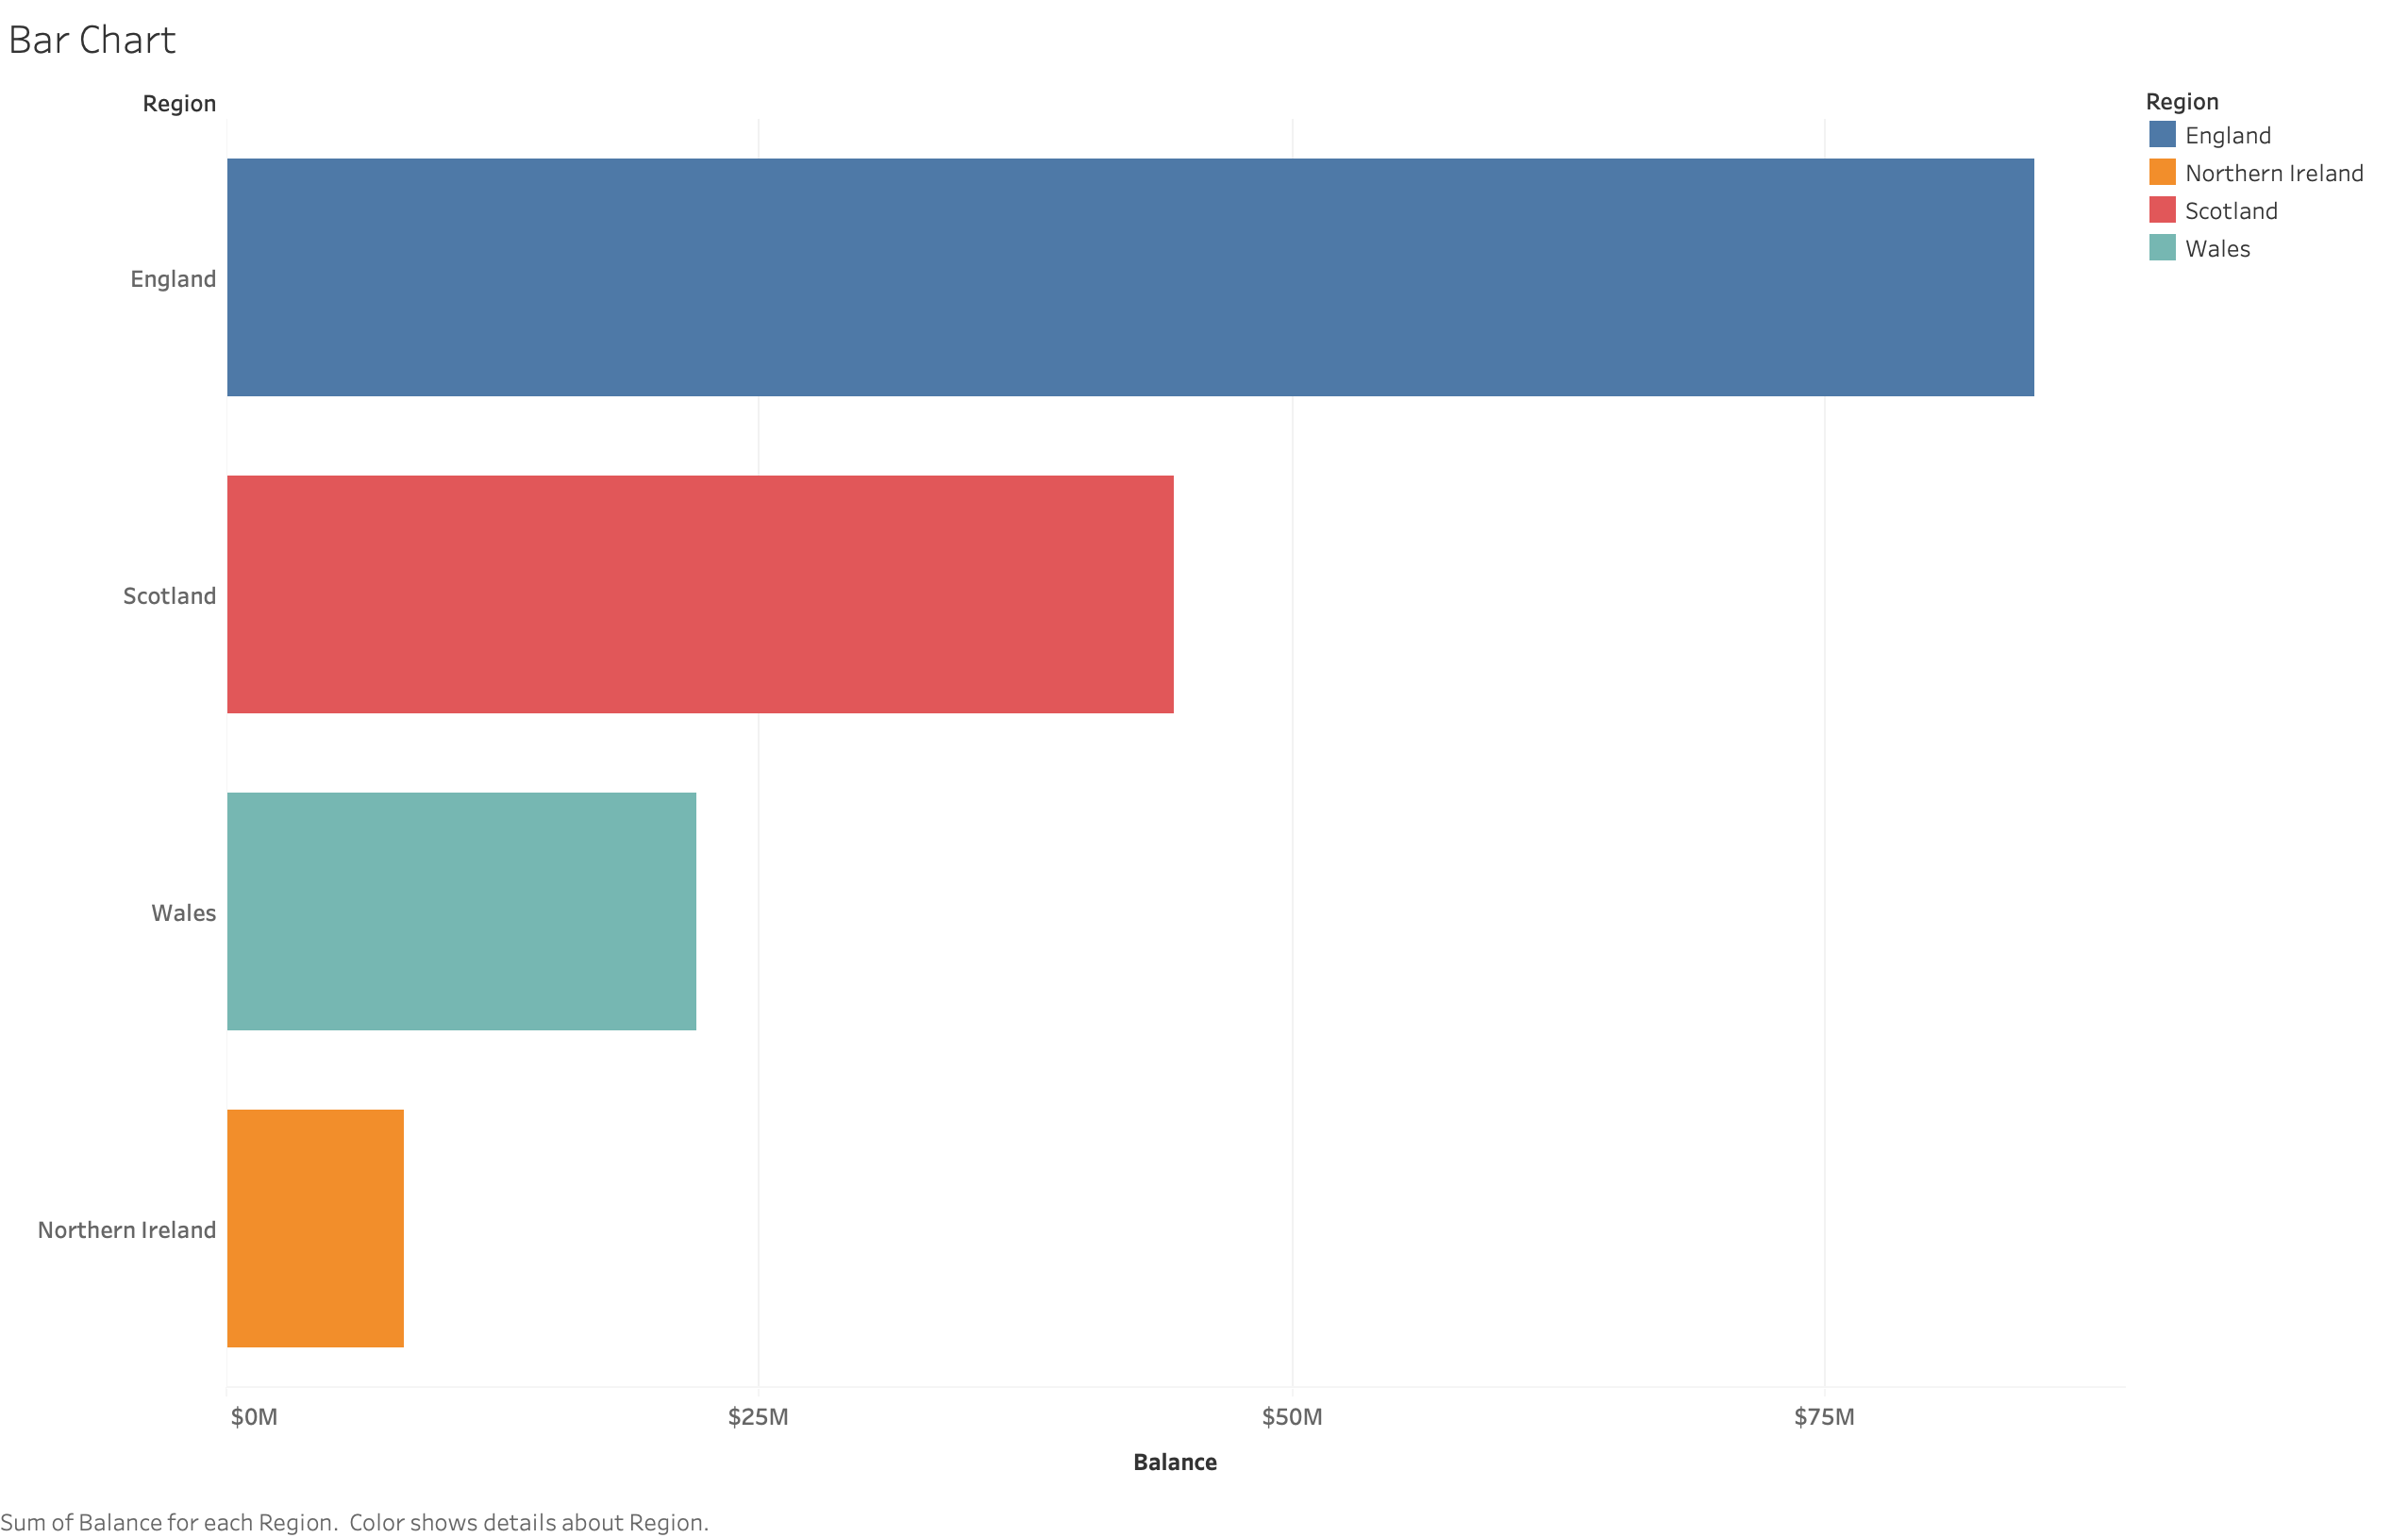 Bar Chart
Region
England
Scotland
Wales
Northern Ireland
$0M
$25M
$50M
$75M
Balance
Region
England
Northern Ireland
Scotland
Wales
Sum of Balance for each Region.  Color shows details about Region.